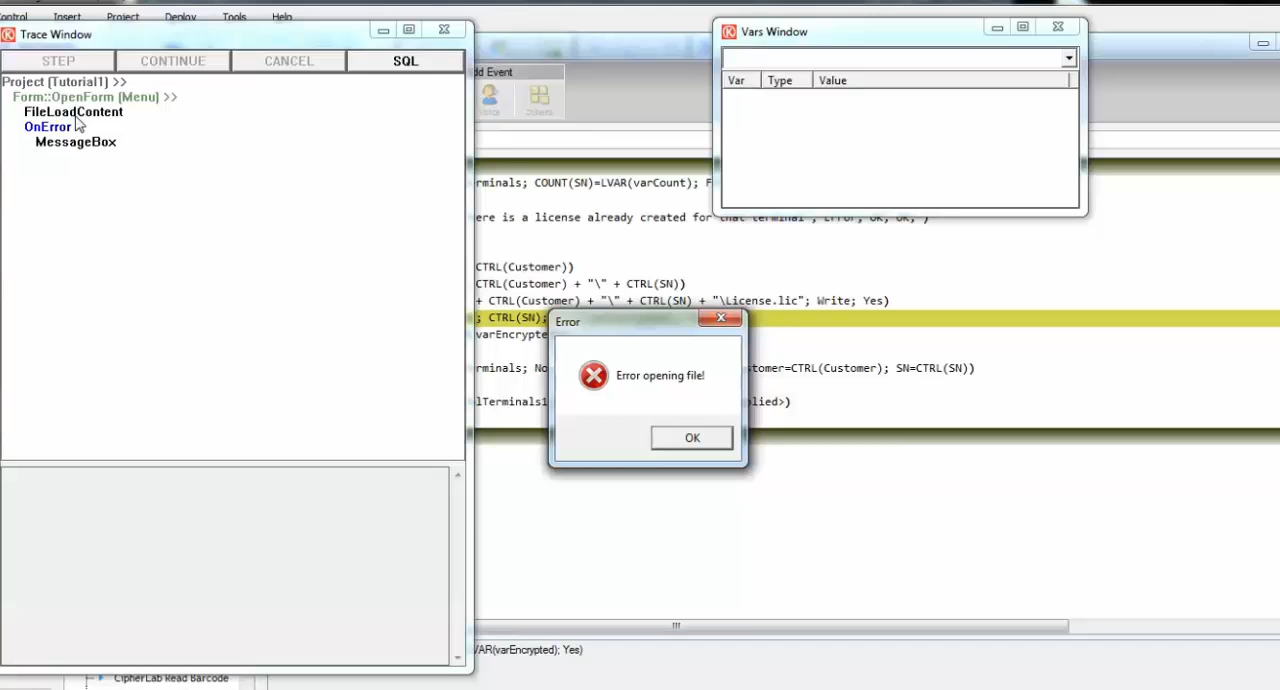 ontrol Insert Project Deploy Tools Help
Trace Window
STEP CONTINUE CANCEL SQL
Project [Tutorial1] >>
Form::OpenForm [Menu] >>
FileLoadContent
OnError
MessageBox
Vars Window
Var Type Value
dd Event
Others
rminals; COUNT(SN)=LVAR(varCount); F
ere is a license already created for that terminal"; Error; OK; OK; )
CTRL(Customer))
CTRL(Customer) + "\" + CTRL(SN))
+ CTRL(Customer) + "\" + CTRL(SN) + "\License.lic"; Write; Yes)
; CTRL(SN);
varEncrypte
rminals; No
tomer=CTRL(Customer); SN=CTRL(SN))
lTerminals1
plied>)
Error
Error opening file!
OK
VAR(varEncrypted); Yes)
CipherLab Read Barcode